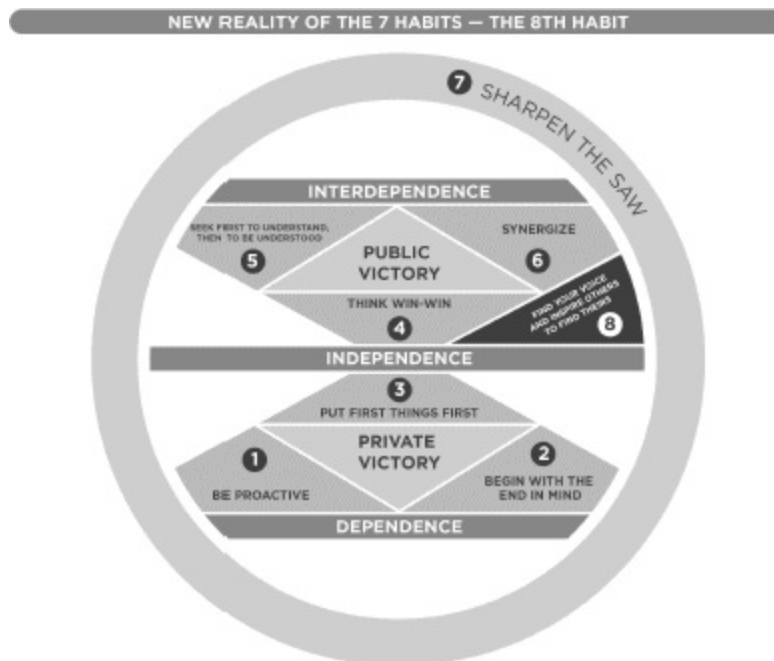 NEW REALITY OF THE 7 HABITS — THE 8TH HABIT
7 SHARPEN THE SAW
INTERDEPENDENCE
SEEK FIRST TO UNDERSTAND,
THEN TO BE UNDERSTOOD
5
PUBLIC
VICTORY
SYNERGIZE
6
THINK WIN-WIN
4
FIND YOUR VOICE
AND INSPIRE OTHERS
TO FIND THEIRS
8
INDEPENDENCE
3
PUT FIRST THINGS FIRST
1
BE PROACTIVE
PRIVATE
VICTORY
2
BEGIN WITH THE
END IN MIND
DEPENDENCE